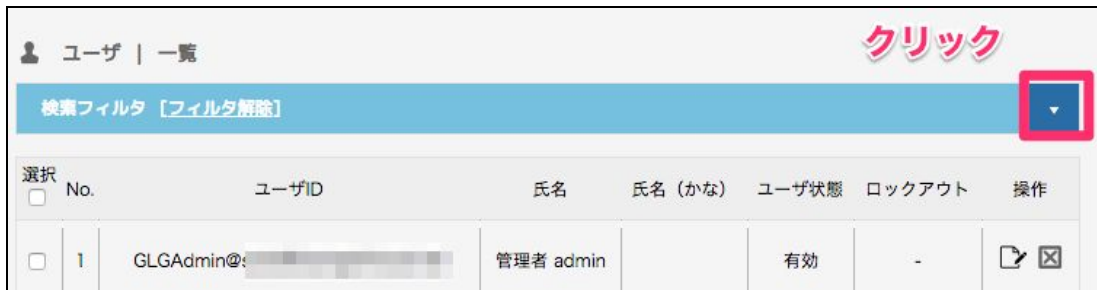 クリック
ユーザ | 一覧
検索フィルタ [フィルタ解除]
選択 No. ユーザID 氏名 氏名（かな） ユーザ状態 ロックアウト 操作
1 GLGAdmin@s 管理者 admin 有効 -